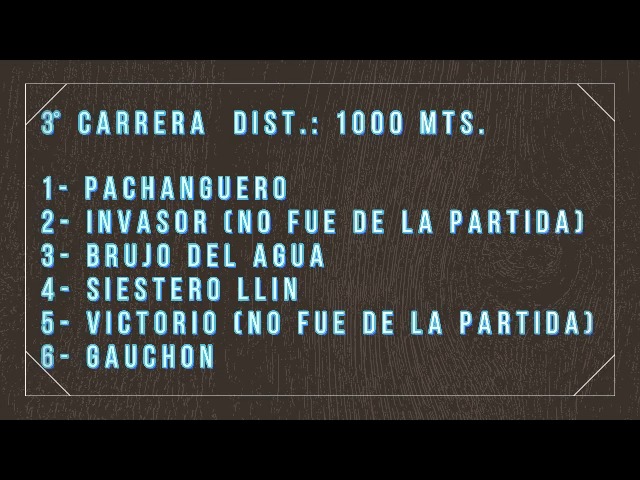 3° CARRERA DIST.: 1000 MTS.
1- PACHANGUERO
2- INVASOR (NO FUE DE LA PARTIDA)
3- BRUJO DEL AGUA
4- SIESTERO LLIN
5- VICTORIO (NO FUE DE LA PARTIDA)
6- GAUCHON